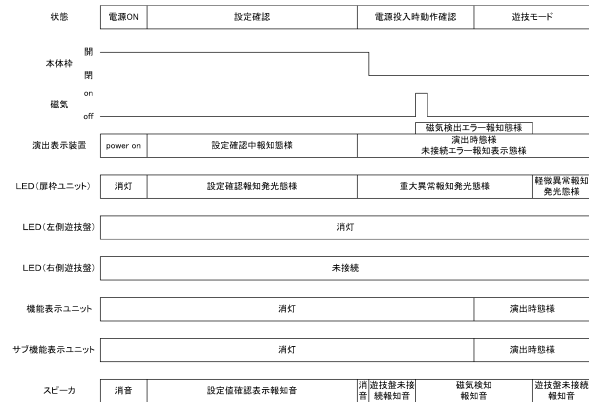 状態 電源ON 設定確認 電源投入時動作確認 遊技モード
開
本体枠
閉
on
磁気
off
磁気検出エラー報知態様
演出表示装置 power on 設定確認中報知態様 演出時態様
未接続エラー報知表示態様
LED(扉枠ユニット) 消灯 設定確認報知発光態様 重大異常報知発光態様 軽微異常報知
発光態様
LED(左側遊技盤) 消灯
LED(右側遊技盤) 未接続
機能表示ユニット 消灯 演出時態様
サブ機能表示ユニット 消灯 演出時態様
スピーカ 消音 設定値確認表示報知音 消音 遊技盤未接続報知音 磁気検知報知音 遊技盤未接続報知音